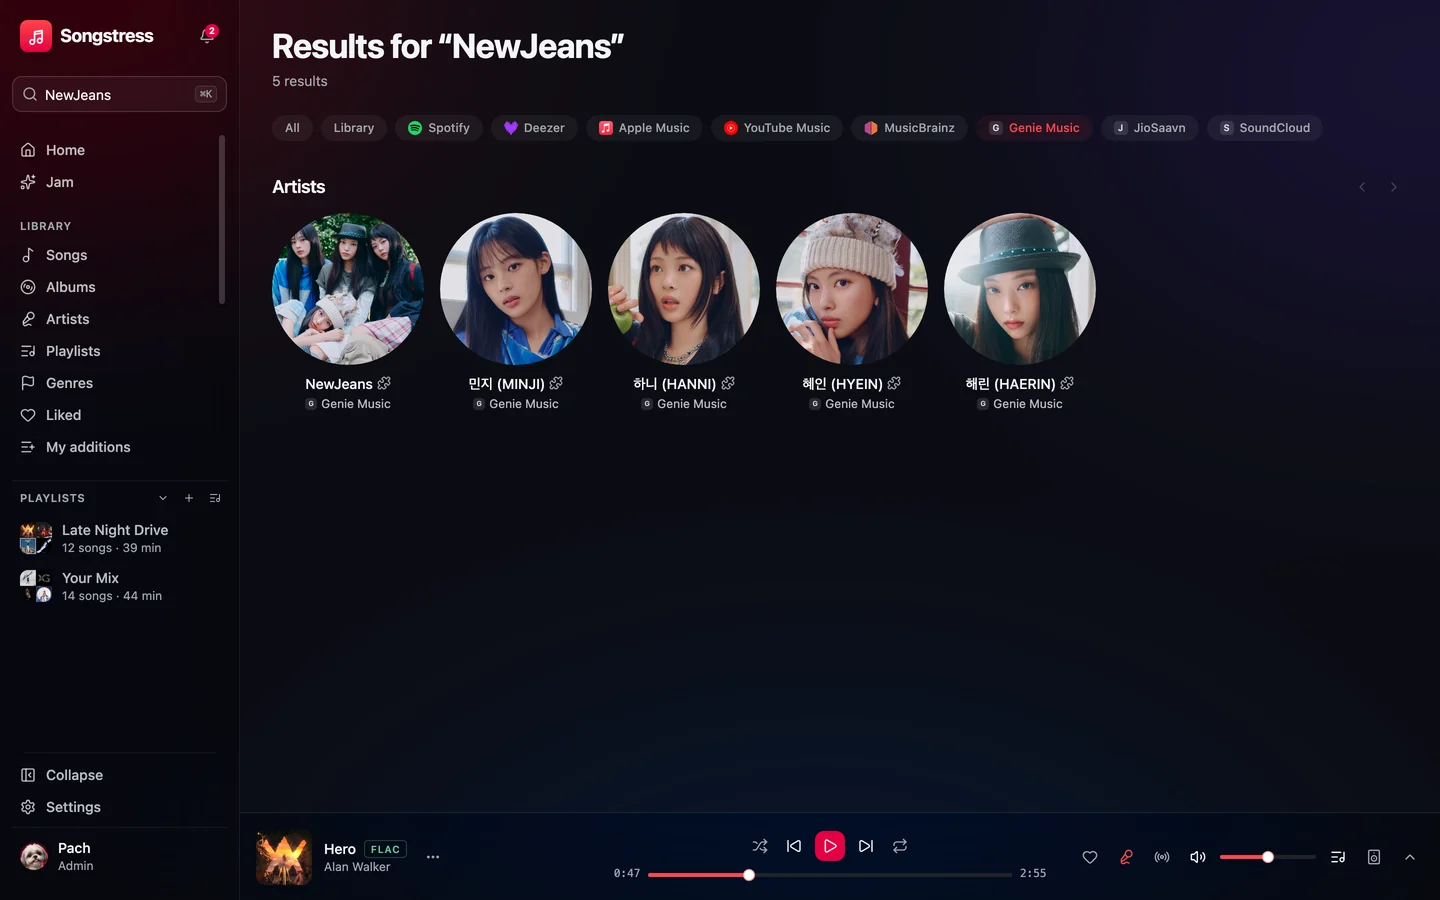 Songstress
2
NewJeans
⌘K
Home
Jam
LIBRARY
Songs
Albums
Artists
Playlists
Genres
Liked
My additions
PLAYLISTS
Late Night Drive
12 songs · 39 min
Your Mix
14 songs · 44 min
Collapse
Settings
Pach
Admin
Results for “NewJeans”
5 results
All
Library
Spotify
Deezer
Apple Music
YouTube Music
MusicBrainz
G Genie Music
J JioSaavn
S SoundCloud
Artists
NewJeans
G Genie Music
민지 (MINJI)
G Genie Music
하니 (HANNI)
G Genie Music
혜인 (HYEIN)
G Genie Music
해린 (HAERIN)
G Genie Music
Hero FLAC
Alan Walker
0:47
2:55